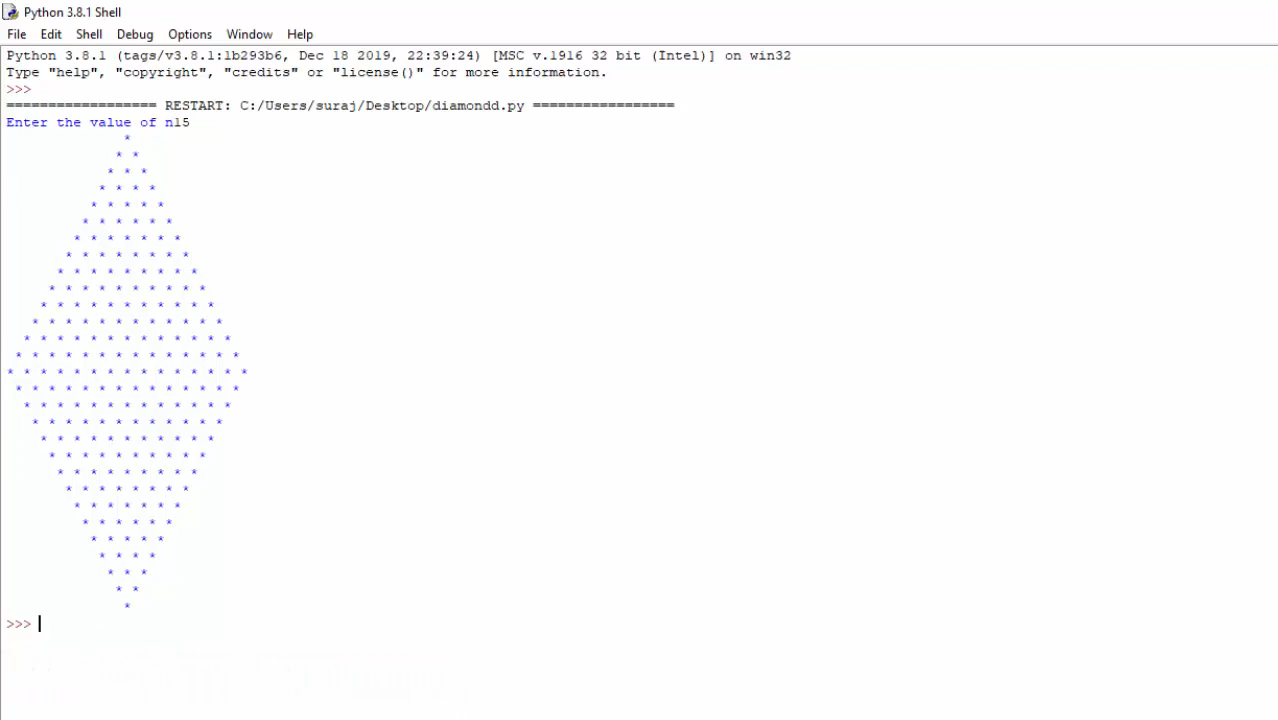 Python 3.8.1 Shell
File Edit Shell Debug Options Window Help
Python 3.8.1 (tags/v3.8.1:1b293b6, Dec 18 2019, 22:39:24) [MSC v.1916 32 bit (Intel)] on win32
Type "help", "copyright", "credits" or "license()" for more information.
>>>
================== RESTART: C:/Users/suraj/Desktop/diamondd.py =================
Enter the value of n15
              *
             * *
            * * *
           * * * *
          * * * * *
         * * * * * *
        * * * * * * *
       * * * * * * * *
      * * * * * * * * *
     * * * * * * * * * *
    * * * * * * * * * * *
   * * * * * * * * * * * *
  * * * * * * * * * * * * *
 * * * * * * * * * * * * * *
* * * * * * * * * * * * * * *
 * * * * * * * * * * * * * *
  * * * * * * * * * * * * *
   * * * * * * * * * * * *
    * * * * * * * * * * *
     * * * * * * * * * *
      * * * * * * * * *
       * * * * * * * *
        * * * * * * *
         * * * * * *
          * * * * *
           * * * *
            * * *
             * *
              *
>>>